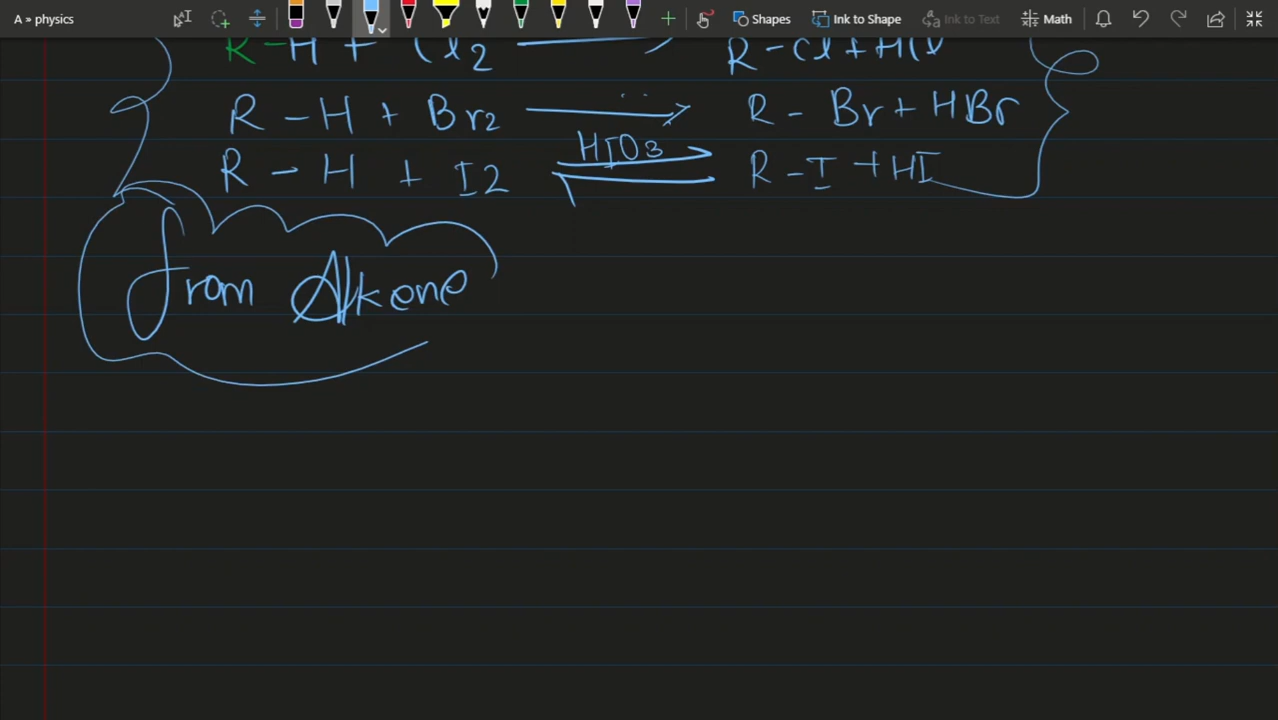 A » physics
Shapes
Ink to Shape
Ink to Text
Math
R - H + Cl2 → R - Cl + HCl
R - H + Br2 → R - Br + HBr
HIO3
R - H + I2 ⇌ R - I + HI
From Alkene